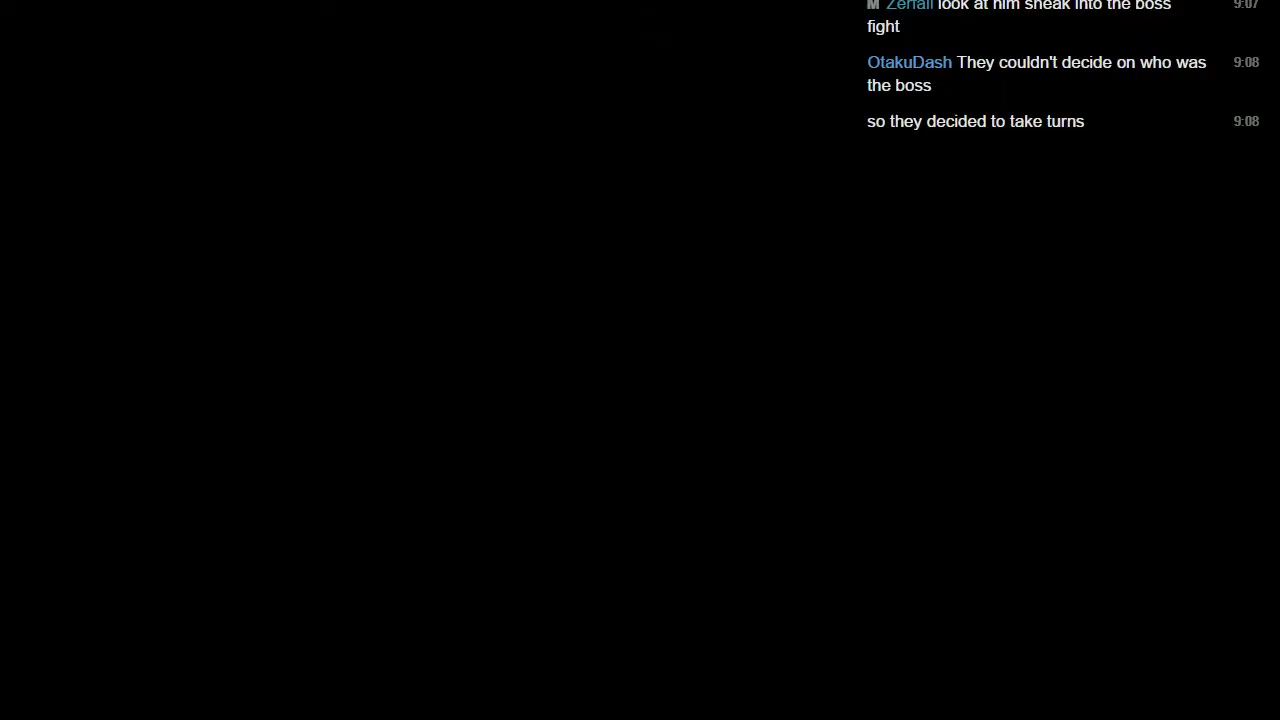 M Zerfall look at him sneak into the boss 9:07
fight
OtakuDash They couldn't decide on who was 9:08
the boss
so they decided to take turns 9:08